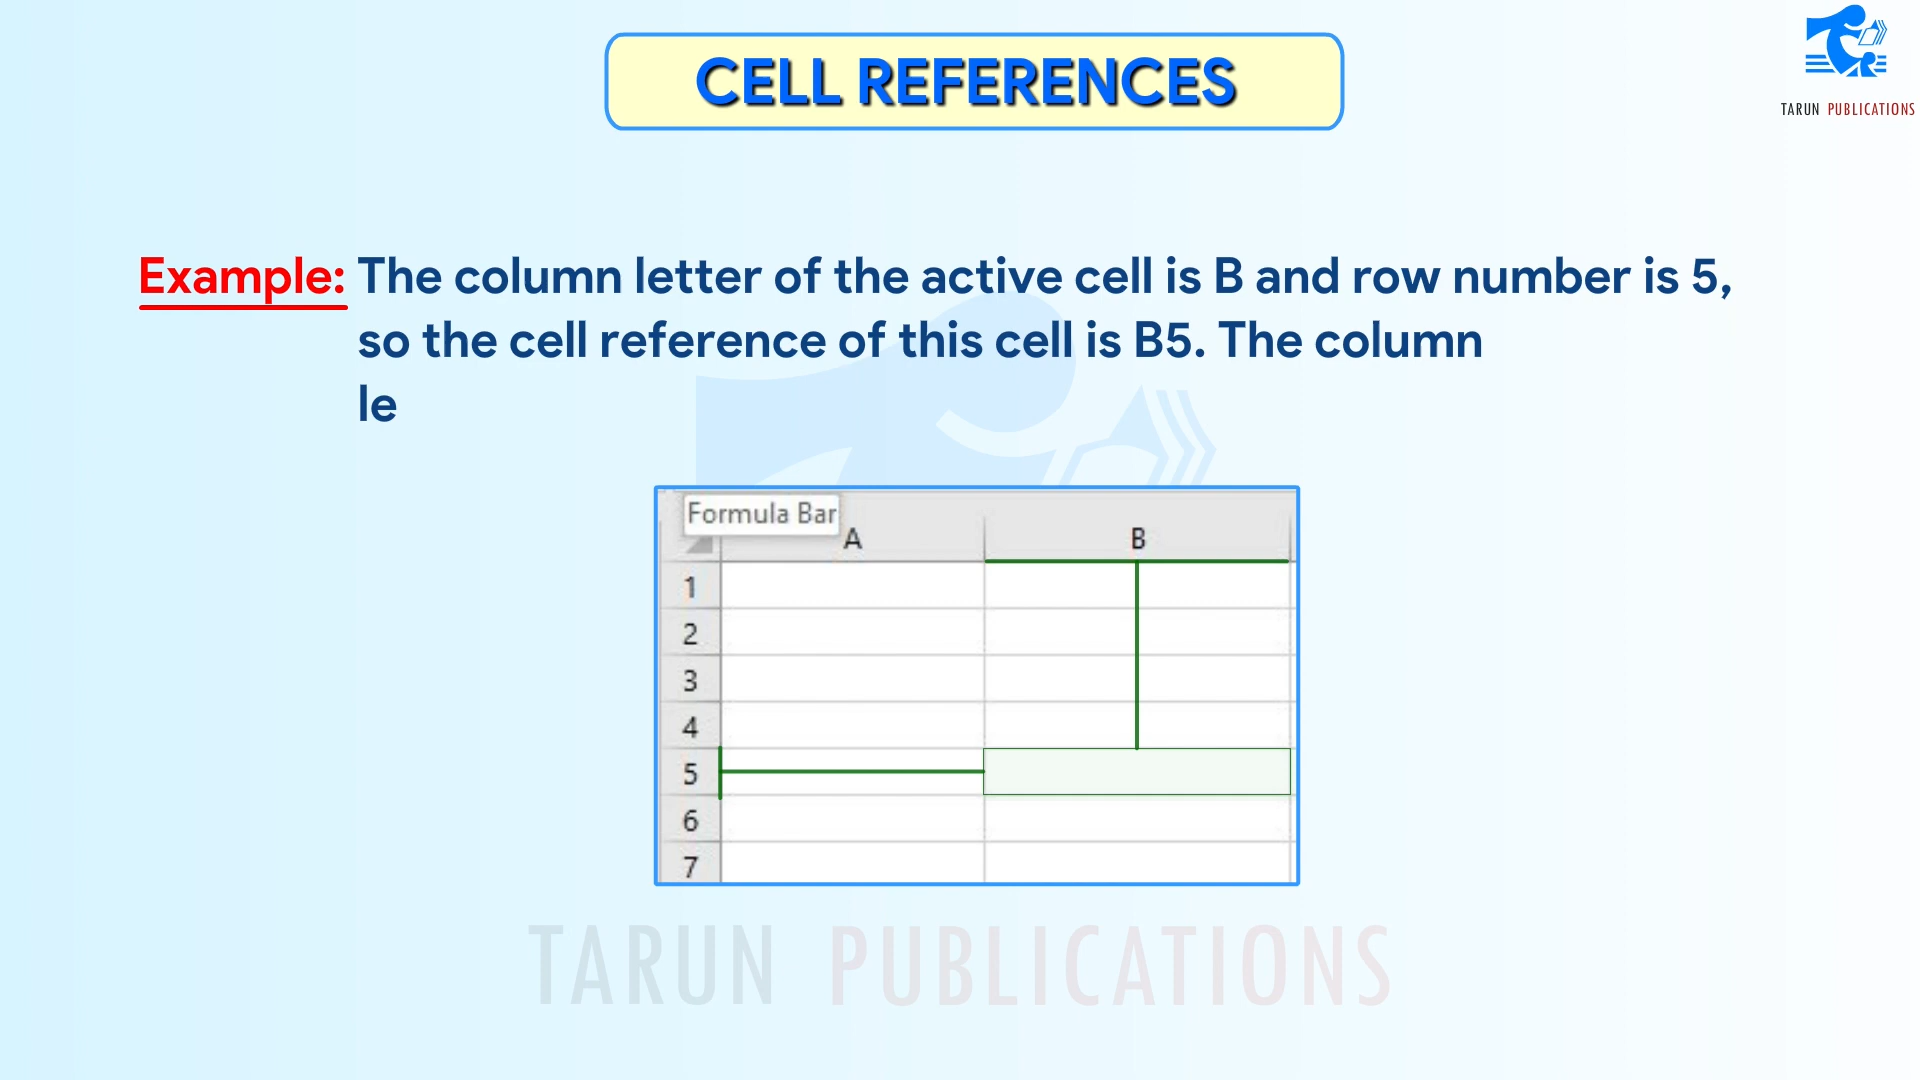 CELL REFERENCES
TARUN PUBLICATIONS
Example: The column letter of the active cell is B and row number is 5,
so the cell reference of this cell is B5. The column
le
Formula Bar
A B
1
2
3
4
5
6
7
TARUN PUBLICATIONS